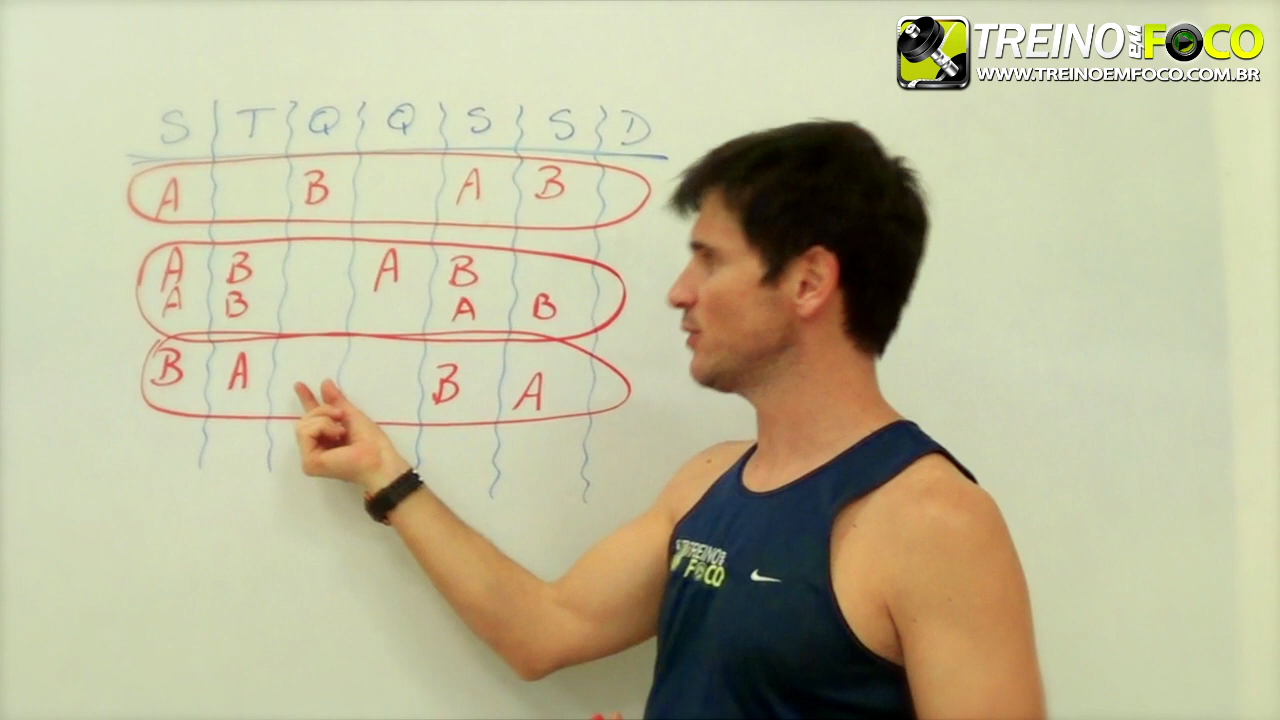 TREINO EM FOCO
WWW.TREINOEMFOCO.COM.BR
S T Q Q S S D
A B A B
A B A B
A B A B
B A B A
TREINO EM
FOCO